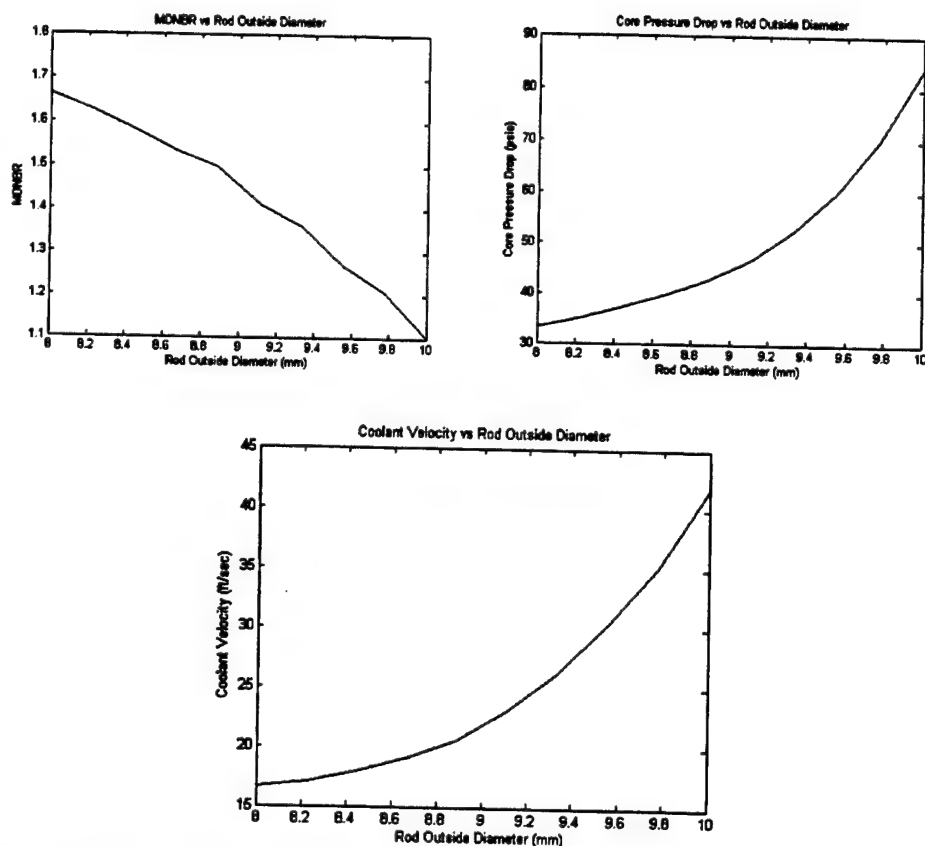 MDNBR vs Rod Outside Diameter
1.8
1.7
1.6
1.5
1.4
1.3
1.2
1.1
MDNBR
8 8.2 8.4 8.6 8.8 9 9.2 9.4 9.6 9.8 10
Rod Outside Diameter (mm)
Core Pressure Drop vs Rod Outside Diameter
90
80
70
60
50
40
30
Core Pressure Drop (psia)
8 8.2 8.4 8.6 8.8 9 9.2 9.4 9.6 9.8 10
Rod Outside Diameter (mm)
Coolant Velocity vs Rod Outside Diameter
45
40
35
30
25
20
15
Coolant Velocity (ft/sec)
8 8.2 8.4 8.6 8.8 9 9.2 9.4 9.6 9.8 10
Rod Outside Diameter (mm)